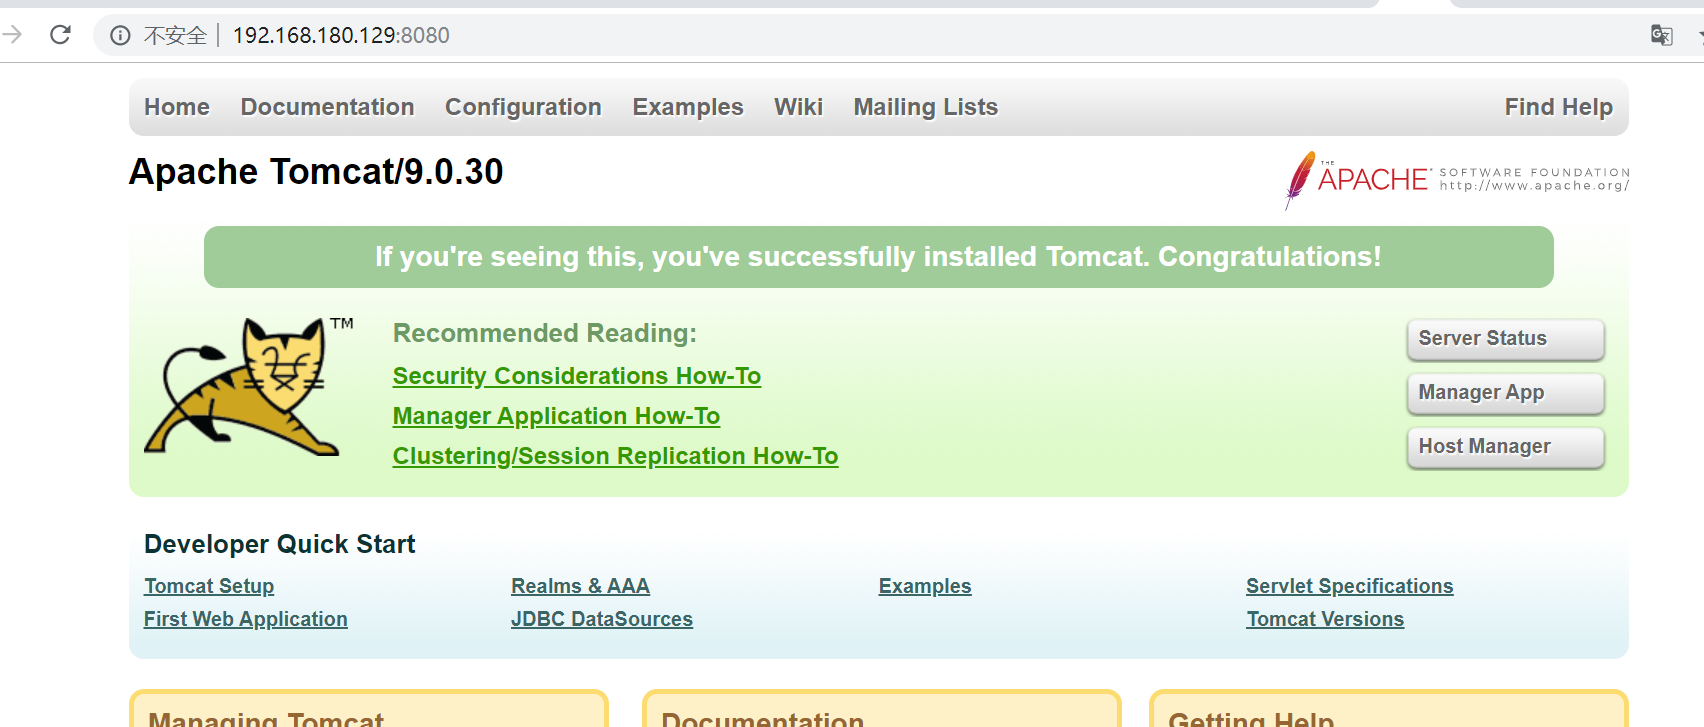 不安全 192.168.180.129:8080
Home Documentation Configuration Examples Wiki Mailing Lists Find Help
Apache Tomcat/9.0.30
THE APACHE® SOFTWARE FOUNDATION
http://www.apache.org/
If you're seeing this, you've successfully installed Tomcat. Congratulations!
TM
Recommended Reading:
Security Considerations How-To
Manager Application How-To
Clustering/Session Replication How-To
Server Status
Manager App
Host Manager
Developer Quick Start
Tomcat Setup Realms & AAA Examples Servlet Specifications
First Web Application JDBC DataSources Tomcat Versions
Managing Tomcat Documentation Getting Help